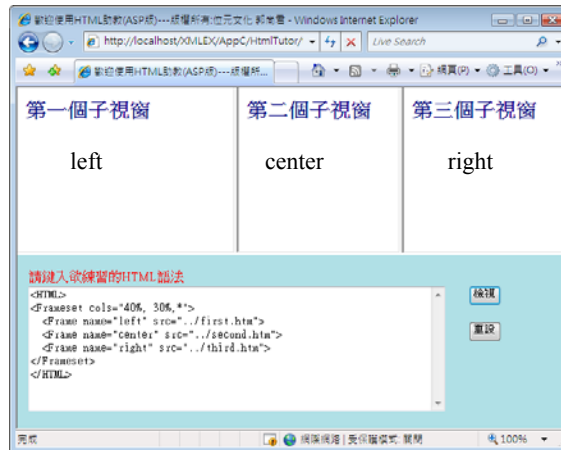 歡迎使用HTML助教(ASP版)---版權所有:位元文化 郭尚君 - Windows Internet Explorer
http://localhost/XMLEX/AppC/HtmlTutor/
Live Search
歡迎使用HTML助教(ASP版)---版權所...
網頁(P) 工具(O)
第一個子視窗 第二個子視窗 第三個子視窗
left center right
請鍵入欲練習的HTML語法
<HTML>
<Frameset cols="40%, 30%,*">
<Frame name="left" src="../first.htm">
<Frame name="center" src="../second.htm">
<Frame name="right" src="../third.htm">
</Frameset>
</HTML>
檢視
重設
完成 網際網路 | 受保護模式: 關閉 100%